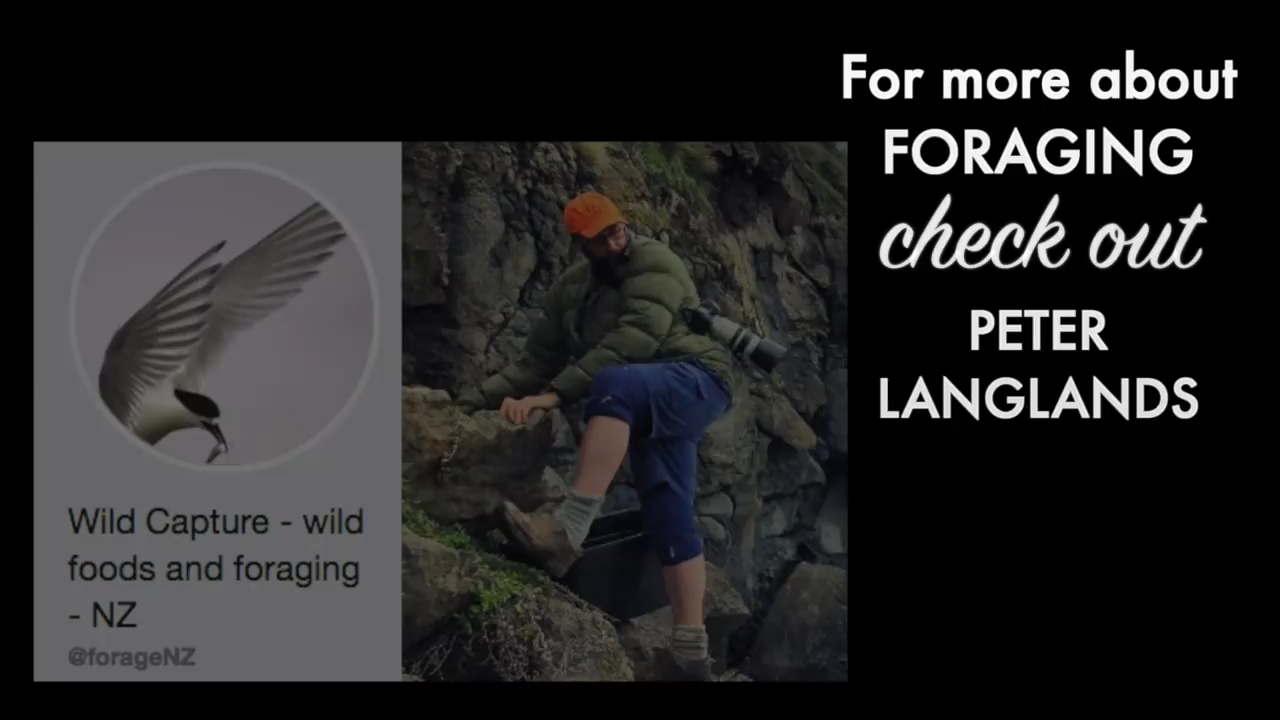 For more about
FORAGING
check out
PETER
LANGLANDS
Wild Capture - wild
foods and foraging
- NZ
@forageNZ